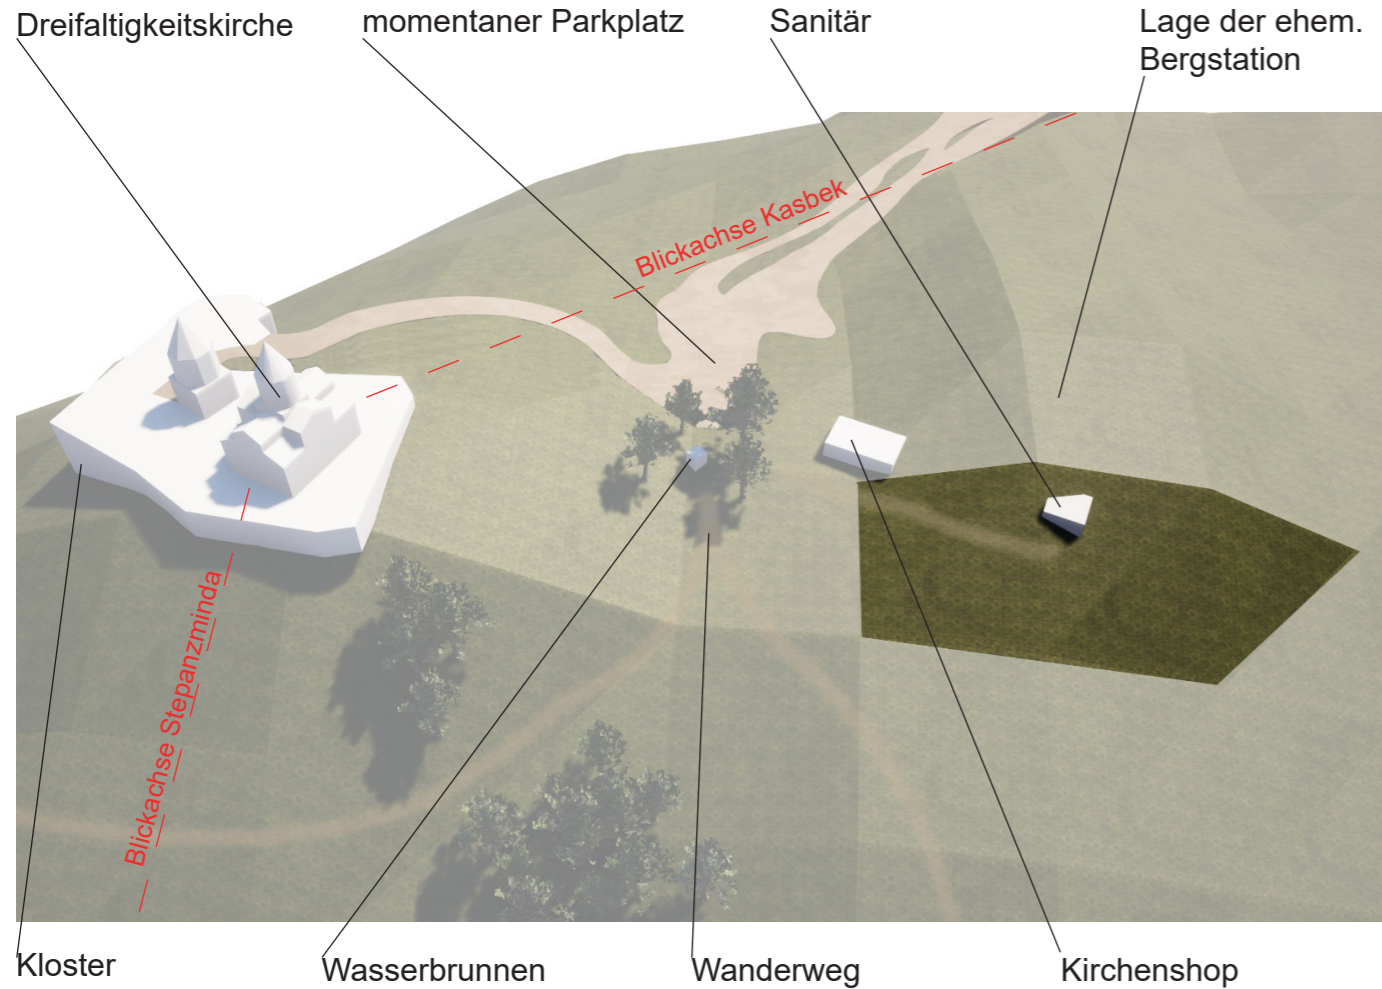 Dreifaltigkeitskirche
momentaner Parkplatz
Sanitär
Lage der ehem.
Bergstation
Blickachse Kasbek
Blickachse Stepanzminda
Kloster
Wasserbrunnen
Wanderweg
Kirchenshop